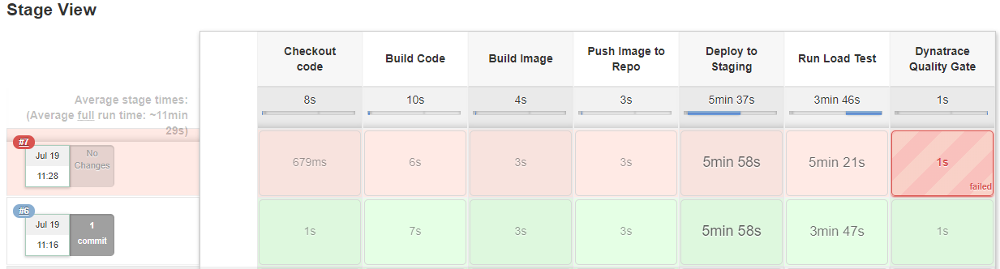 Stage View
Checkout code
Build Code
Build Image
Push Image to Repo
Deploy to Staging
Run Load Test
Dynatrace Quality Gate
Average stage times:
(Average full run time: ~11min
29s)
8s
10s
4s
3s
5min 37s
3min 46s
1s
#7
Jul 19
11:28
No
Changes
679ms
6s
3s
3s
5min 58s
5min 21s
1s
failed
#6
Jul 19
11:16
1
commit
1s
7s
3s
3s
5min 58s
3min 47s
1s